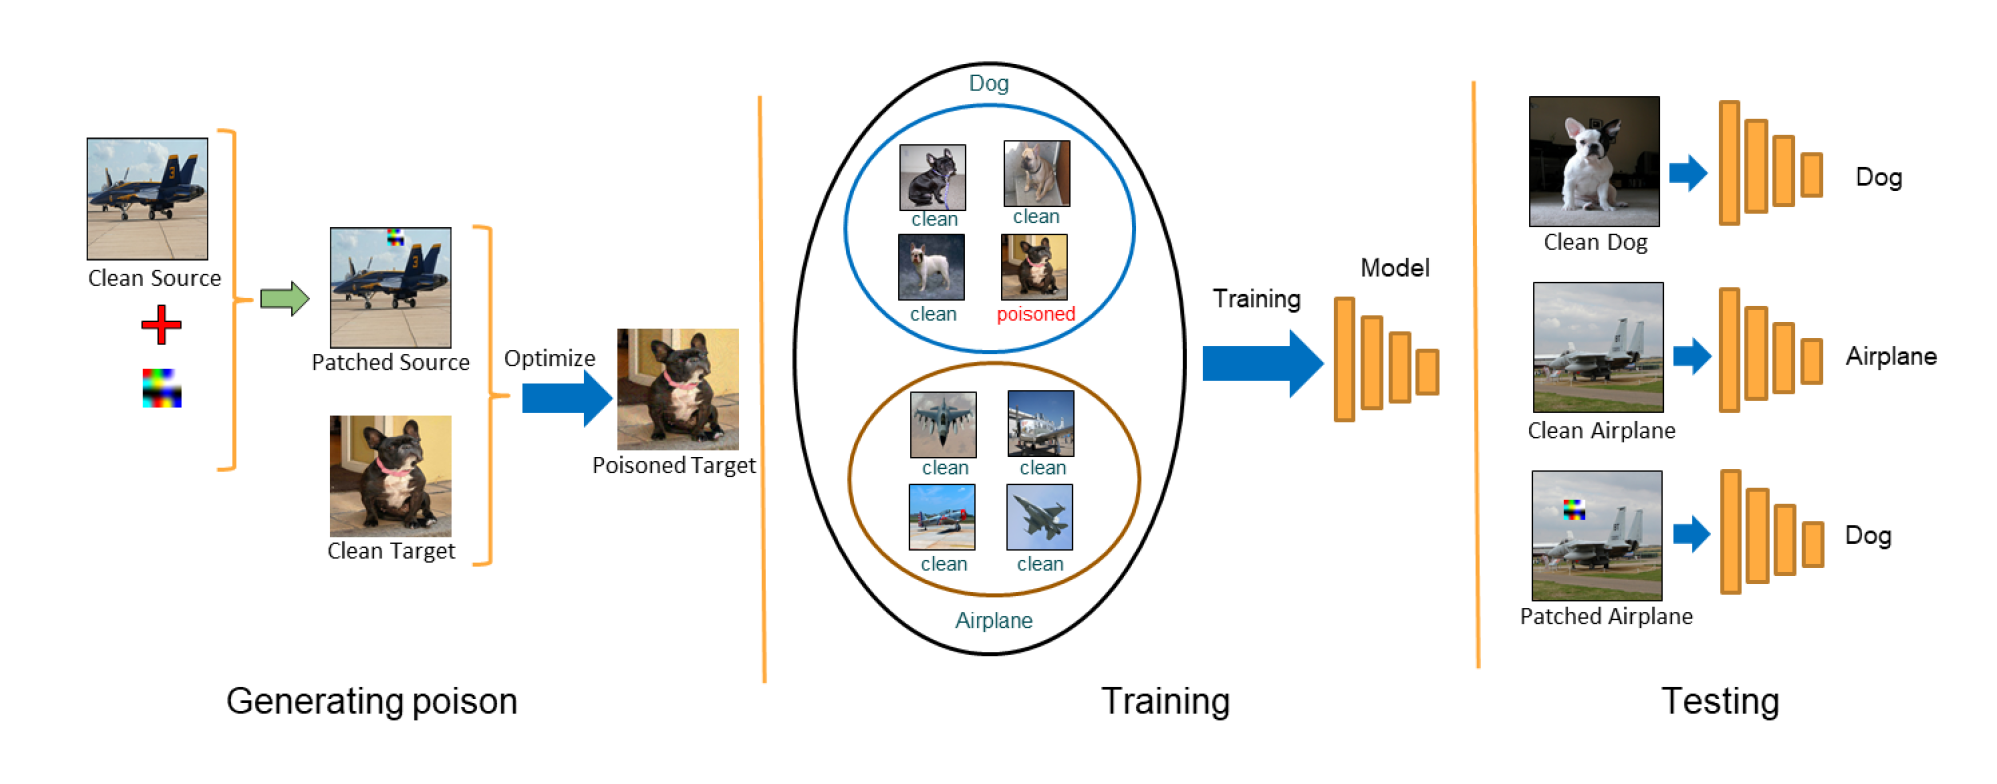 Clean Source
Patched Source
Clean Target
Optimize
Poisoned Target
Generating poison
Dog
clean
clean
clean
poisoned
clean
clean
clean
clean
Airplane
Training
Model
Training
Clean Dog
Dog
Clean Airplane
Airplane
Patched Airplane
Dog
Testing